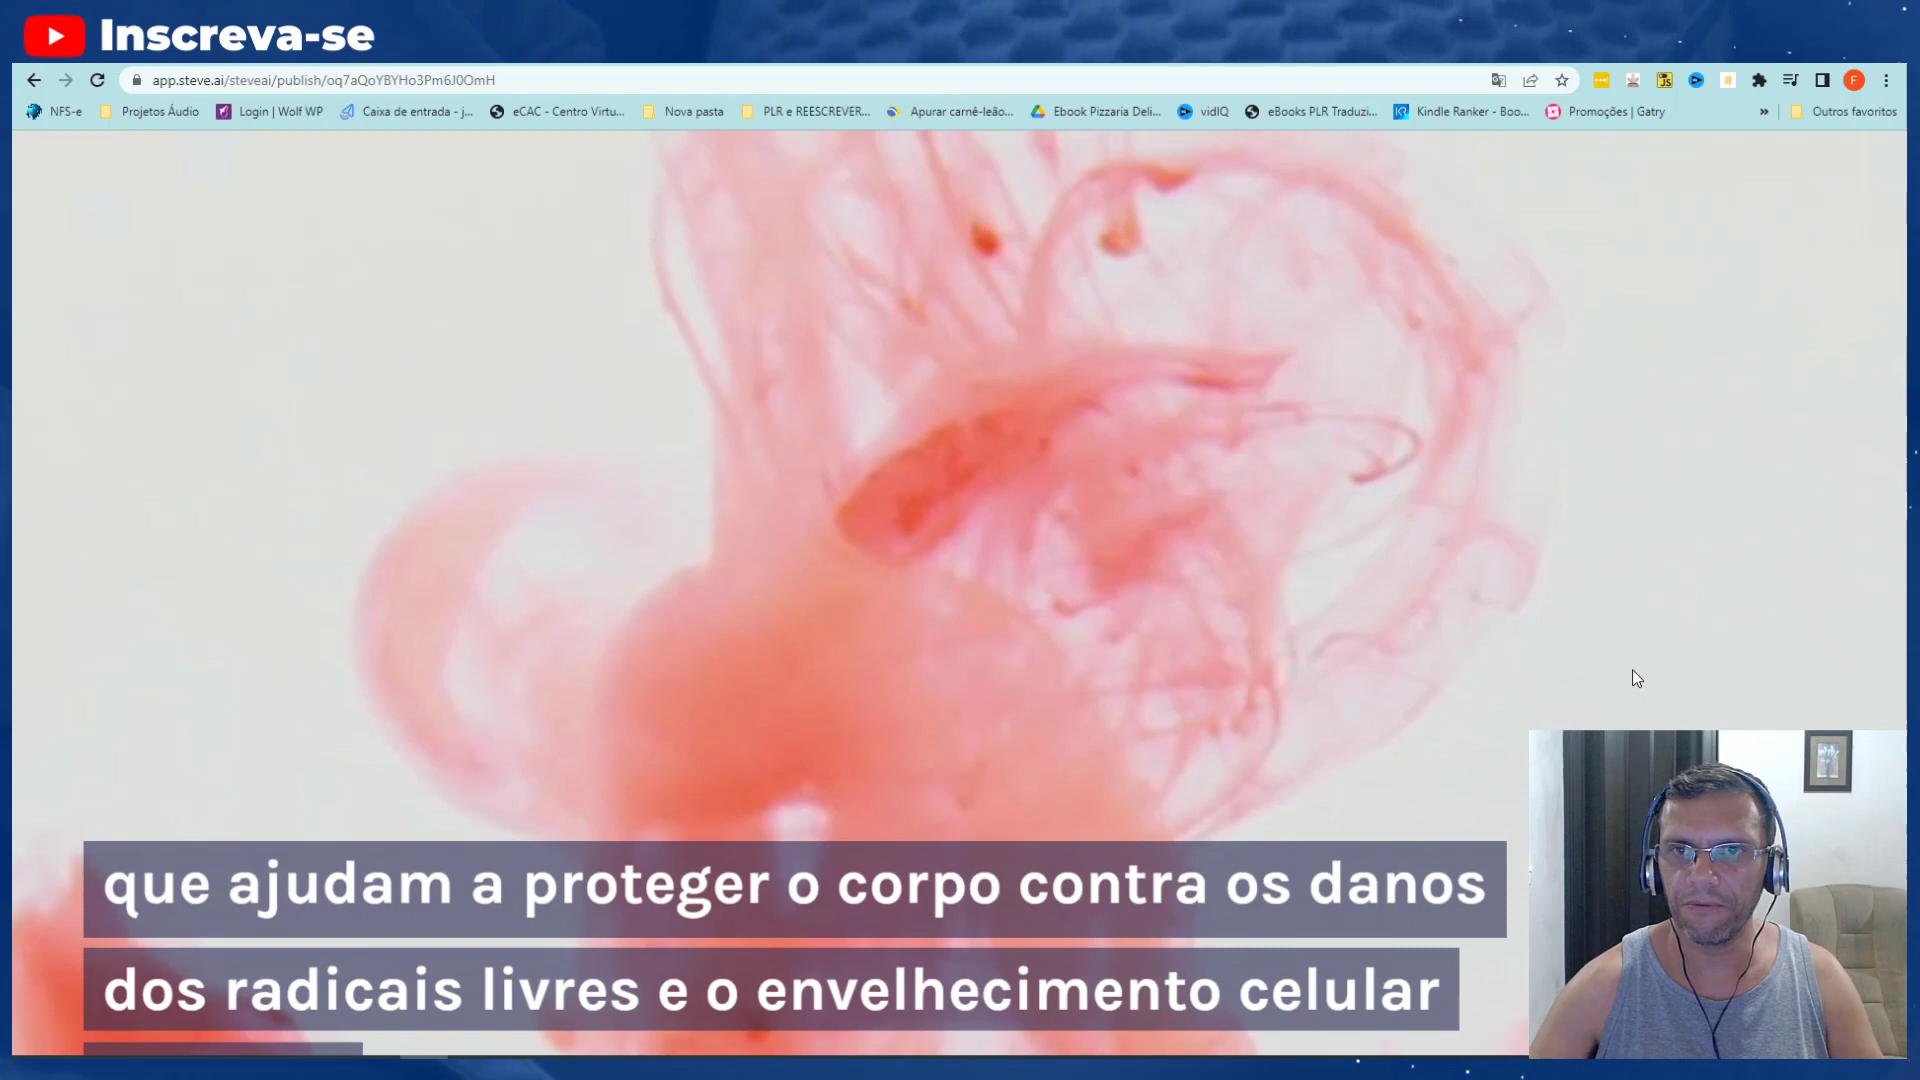 Inscreva-se
app.steve.ai/steveai/publish/oq7aQoYBYHo3Pm6J0OmH
F
NFS-e Projetos Áudio Login | Wolf WP Caixa de entrada - j... eCAC - Centro Virtu... Nova pasta PLR e REESCREVER... Apurar carnê-leão... Ebook Pizzaria Deli... vidIQ eBooks PLR Traduzi... Kindle Ranker - Boo... Promoções | Gatry » Outros favoritos
que ajudam a proteger o corpo contra os danos
dos radicais livres e o envelhecimento celular